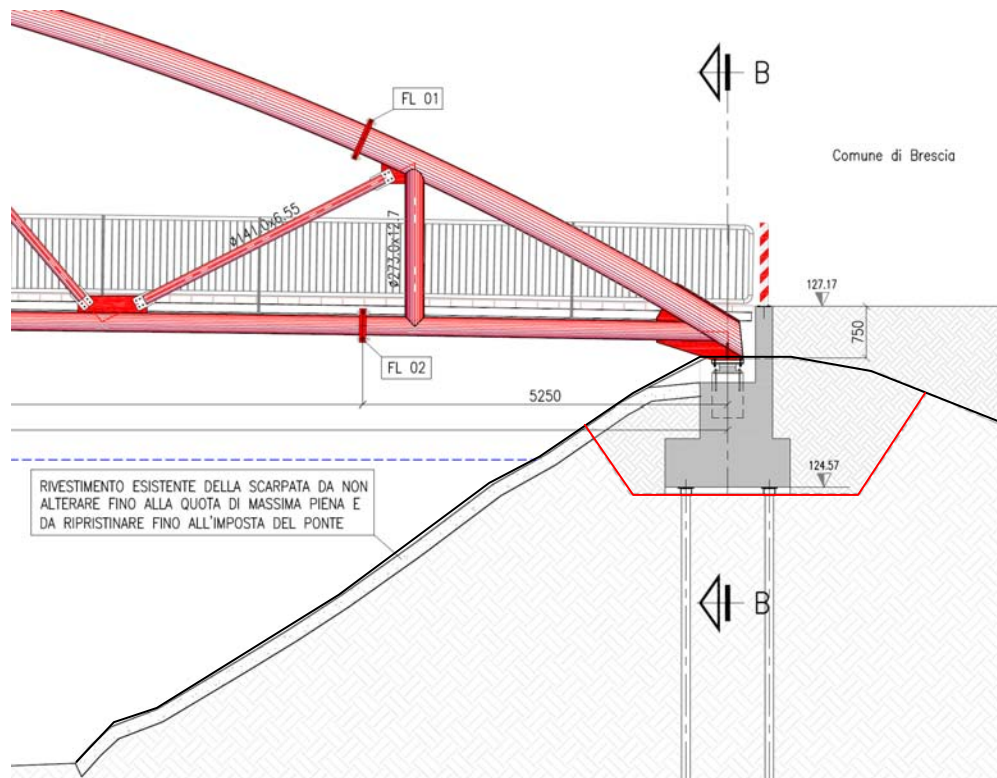 FL 01
B
Comune di Brescia
Ø141.0x6.55
Ø273.0x12.7
127.17
750
FL 02
5250
RIVESTIMENTO ESISTENTE DELLA SCARPATA DA NON
ALTERARE FINO ALLA QUOTA DI MASSIMA PIENA E
DA RIPRISTINARE FINO ALL'IMPOSTA DEL PONTE
124.57
B